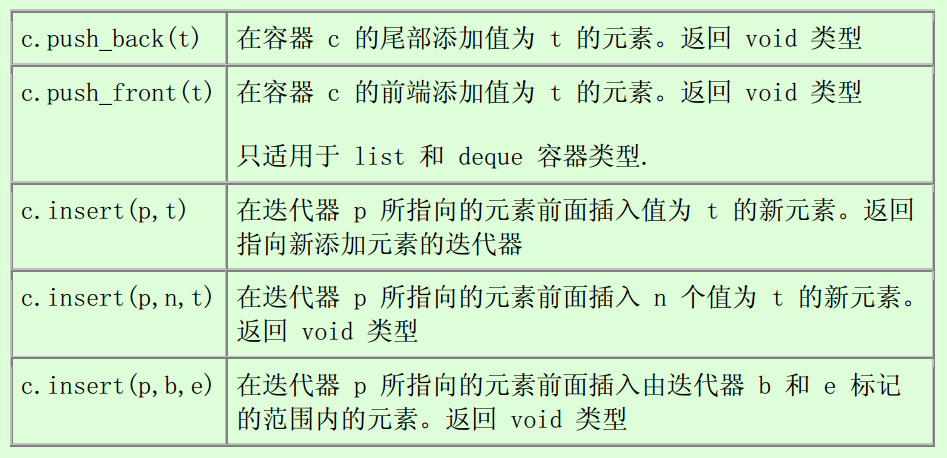 c.push_back(t) 在容器 c 的尾部添加值为 t 的元素。返回 void 类型
c.push_front(t) 在容器 c 的前端添加值为 t 的元素。返回 void 类型
只适用于 list 和 deque 容器类型.
c.insert(p,t) 在迭代器 p 所指向的元素前面插入值为 t 的新元素。返回
指向新添加元素的迭代器
c.insert(p,n,t) 在迭代器 p 所指向的元素前面插入 n 个值为 t 的新元素。
返回 void 类型
c.insert(p,b,e) 在迭代器 p 所指向的元素前面插入由迭代器 b 和 e 标记
的范围内的元素。返回 void 类型